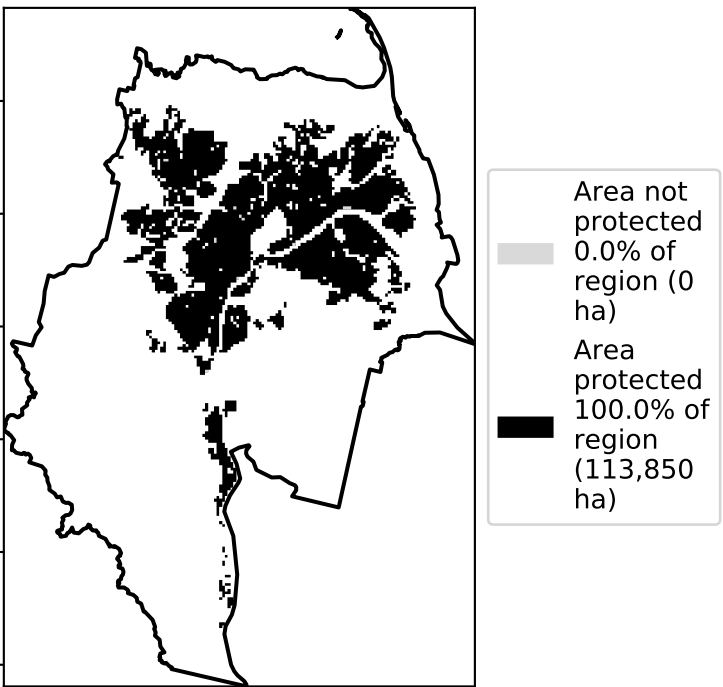 Area not
protected
0.0% of
region (0
ha)
Area
protected
100.0% of
region
(113,850
ha)